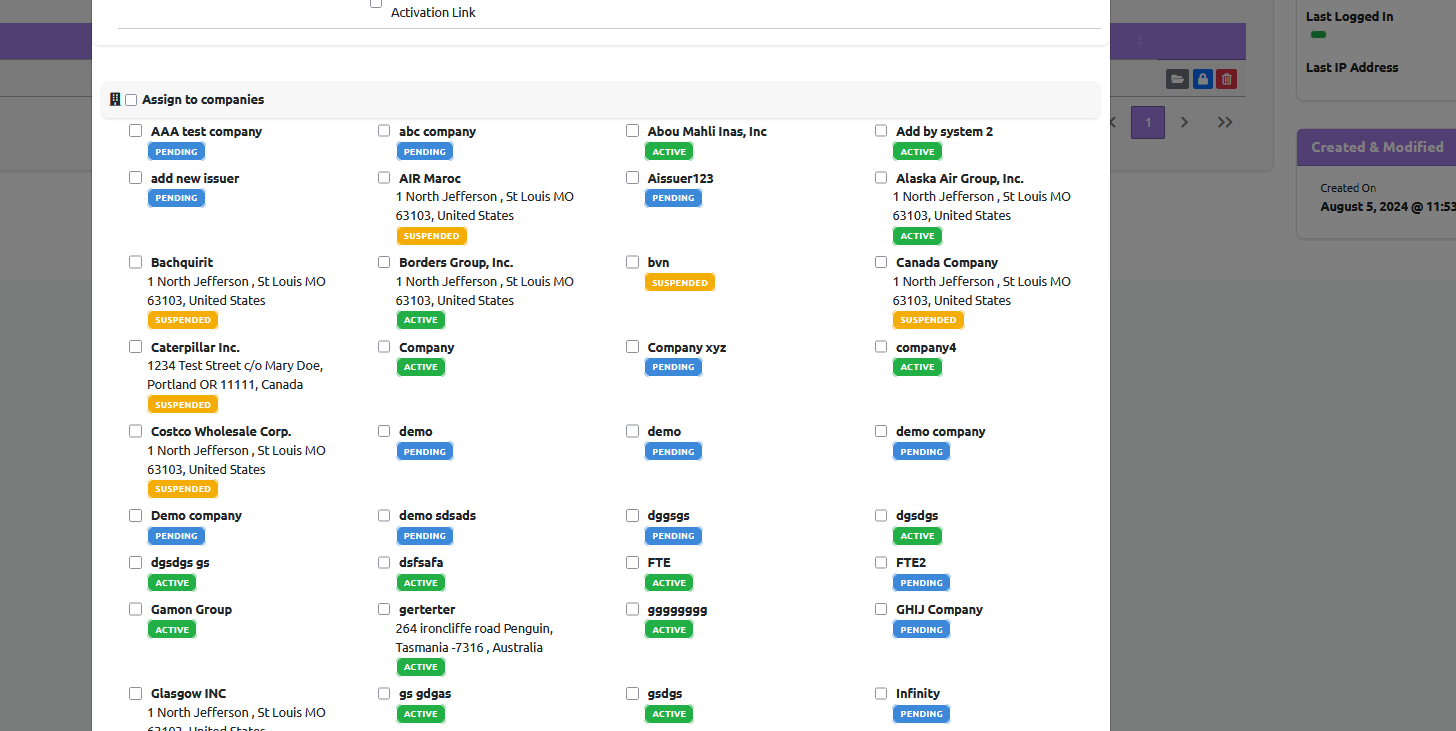 Activation Link
Last Logged In
Last IP Address
Assign to companies
AAA test company
PENDING
abc company
PENDING
Abou Mahli Inas, Inc
ACTIVE
Add by system 2
ACTIVE
add new issuer
PENDING
AIR Maroc
1 North Jefferson , St Louis MO
63103, United States
SUSPENDED
Aissuer123
PENDING
Alaska Air Group, Inc.
1 North Jefferson , St Louis MO
63103, United States
ACTIVE
Bachquirit
1 North Jefferson , St Louis MO
63103, United States
SUSPENDED
Borders Group, Inc.
1 North Jefferson , St Louis MO
63103, United States
ACTIVE
bvn
SUSPENDED
Canada Company
1 North Jefferson , St Louis MO
63103, United States
SUSPENDED
Caterpillar Inc.
1234 Test Street c/o Mary Doe,
Portland OR 11111, Canada
SUSPENDED
Company
ACTIVE
Company xyz
PENDING
company4
ACTIVE
Costco Wholesale Corp.
1 North Jefferson , St Louis MO
63103, United States
SUSPENDED
demo
PENDING
demo
PENDING
demo company
PENDING
Demo company
PENDING
demo sdsads
PENDING
dggsgs
PENDING
dgsdgs
ACTIVE
dgsdgs gs
ACTIVE
dsfsafa
ACTIVE
FTE
ACTIVE
FTE2
PENDING
Gamon Group
ACTIVE
gerterter
264 ironcliffe road Penguin,
Tasmania -7316 , Australia
ACTIVE
gggggggg
ACTIVE
GHIJ Company
PENDING
Glasgow INC
1 North Jefferson , St Louis MO
63103, United States
gs gdgas
ACTIVE
gsdgs
ACTIVE
Infinity
PENDING
1
>>
Created & Modified
Created On
August 5, 2024 @ 11:53